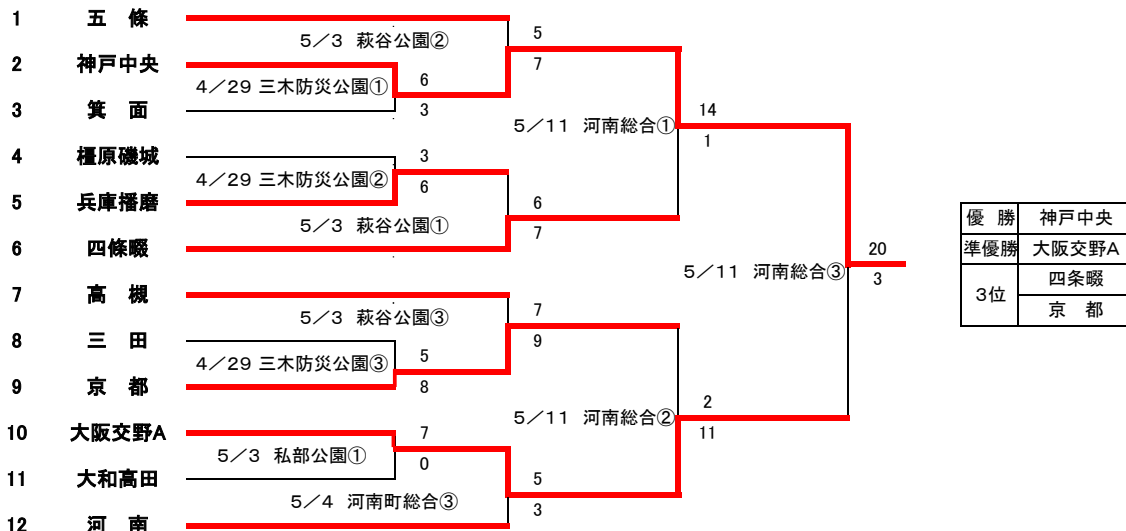 1 五 條
5／3 萩谷公園②
5
7
2 神戸中央
4／29 三木防災公園①
6
3
3 箕 面
5／11 河南総合①
14
1
4 橿原磯城
4／29 三木防災公園②
3
6
5 兵庫播磨
5／3 萩谷公園①
6
7
6 四條畷
5／11 河南総合③
20
3
7 高 槻
5／3 萩谷公園③
7
9
8 三 田
4／29 三木防災公園③
5
8
9 京 都
5／11 河南総合②
2
11
10 大阪交野A
5／3 私部公園①
7
0
11 大和高田
5／4 河南町総合③
5
3
12 河 南
優 勝 神戸中央
準優勝 大阪交野A
3位 四条畷
京 都